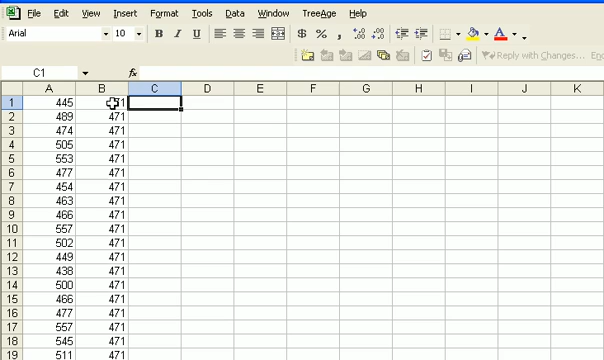 File Edit View Insert Format Tools Data Window TreeAge Help
Arial 10 B I U $ % , A
Reply with Changes... End
C1 fx
A B C D E F G H I J K
1 445
2 489 471
3 474 471
4 505 471
5 553 471
6 477 471
7 454 471
8 463 471
9 466 471
10 557 471
11 502 471
12 449 471
13 438 471
14 500 471
15 466 471
16 477 471
17 557 471
18 545 471
19 511 471